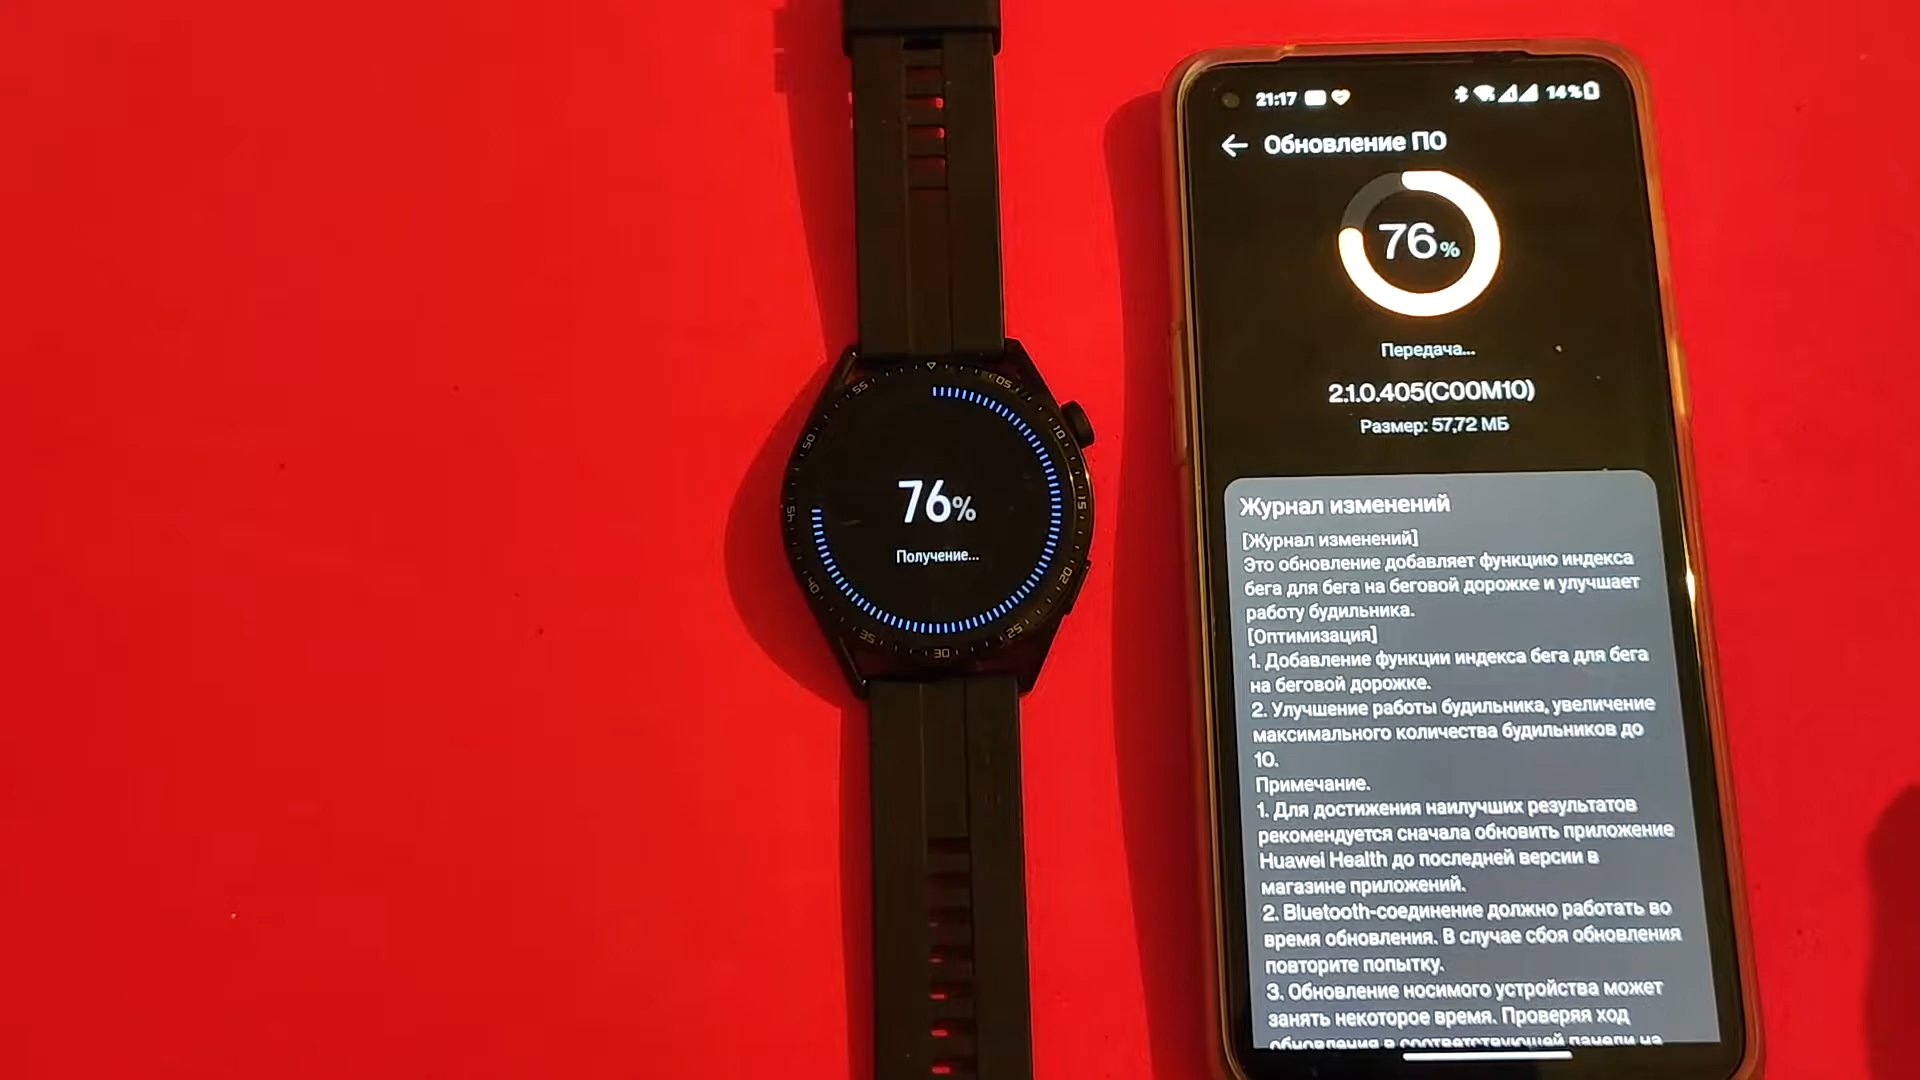 55
05
50
10
45
15
40
20
35
25
30
76%
Получение...
21:17
14%
Обновление ПО
76%
Передача...
2.1.0.405(C00M10)
Размер: 57,72 МБ
Журнал изменений
[Журнал изменений]
Это обновление добавляет функцию индекса
бега для бега на беговой дорожке и улучшает
работу будильника.
[Оптимизация]
1. Добавление функции индекса бега для бега
на беговой дорожке.
2. Улучшение работы будильника, увеличение
максимального количества будильников до
10.
Примечание.
1. Для достижения наилучших результатов
рекомендуется сначала обновить приложение
Huawei Health до последней версии в
магазине приложений.
2. Bluetooth-соединение должно работать во
время обновления. В случае сбоя обновления
повторите попытку.
3. Обновление носимого устройства может
занять некоторое время. Проверяя ход
обновления в соответствующей панели на